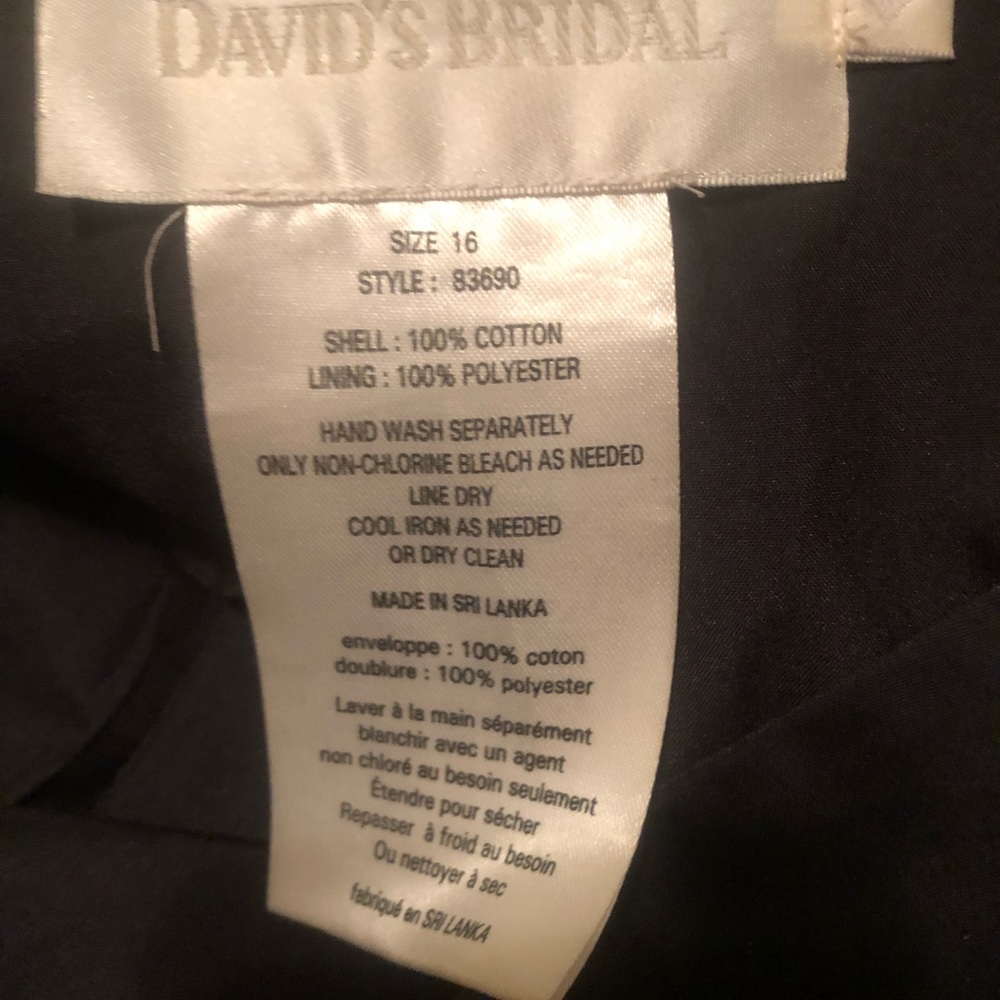 DAVID'S BRIDAL
SIZE 16
STYLE : 83690
SHELL : 100% COTTON
LINING : 100% POLYESTER
HAND WASH SEPARATELY
ONLY NON-CHLORINE BLEACH AS NEEDED
LINE DRY
COOL IRON AS NEEDED
OR DRY CLEAN
MADE IN SRI LANKA
enveloppe : 100% coton
doublure : 100% polyester
Laver à la main séparément
blanchir avec un agent
non chloré au besoin seulement
Étendre pour sécher
Repasser à froid au besoin
Ou nettoyer à sec
fabriqué en SRI LANKA